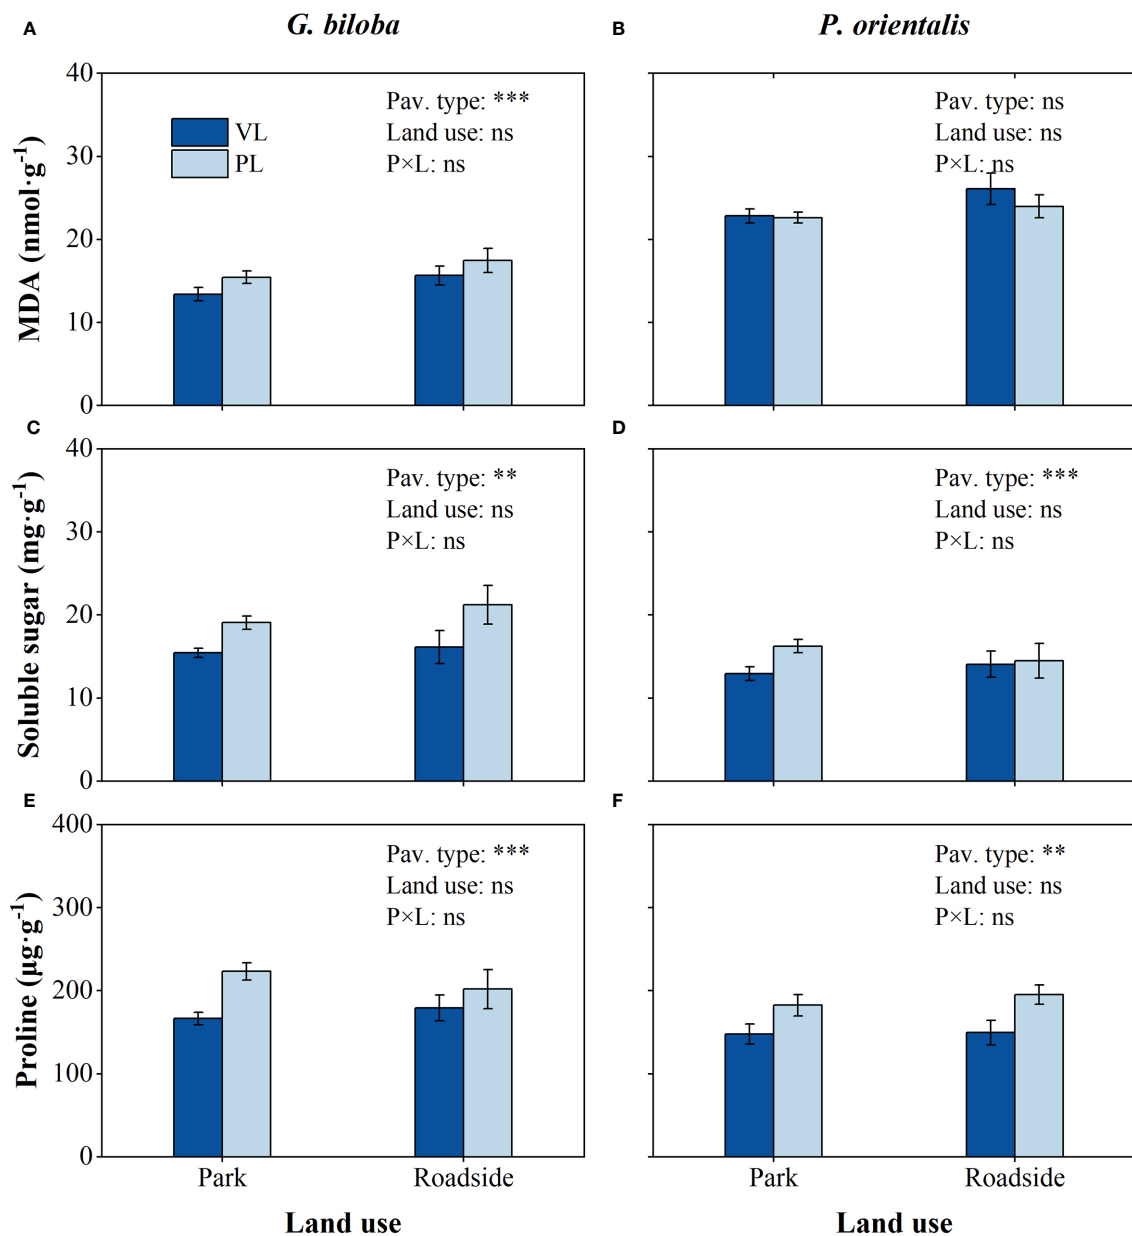 A
G. biloba
B
P. orientalis
MDA (nmol·g⁻¹)
40
30
20
10
0
VL
PL
Pav. type: ***
Land use: ns
P×L: ns
Pav. type: ns
Land use: ns
P×L: ns
C
D
Soluble sugar (mg·g⁻¹)
40
30
20
10
0
Pav. type: **
Land use: ns
P×L: ns
Pav. type: ***
Land use: ns
P×L: ns
E
F
Proline (μg·g⁻¹)
400
300
200
100
0
Pav. type: ***
Land use: ns
P×L: ns
Pav. type: **
Land use: ns
P×L: ns
Park
Roadside
Park
Roadside
Land use
Land use